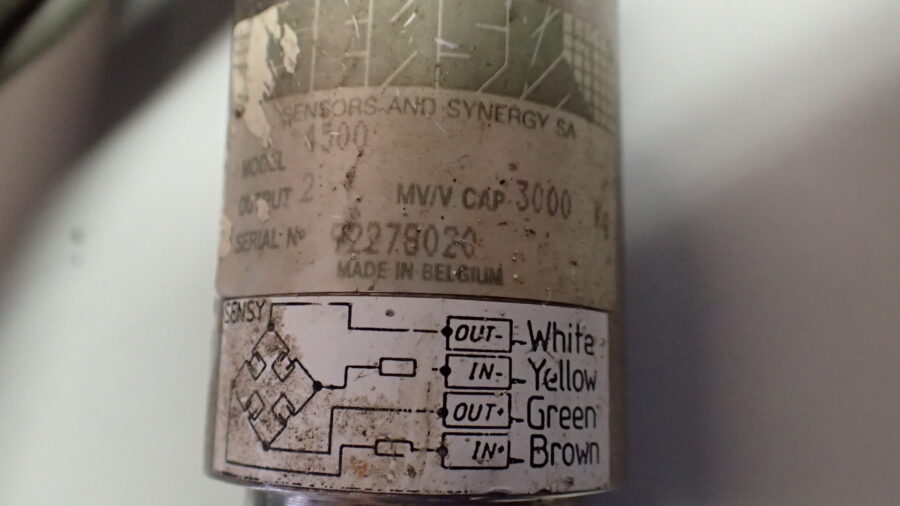 SENSORS AND SYNERGY SA
MODEL 1500
OUTPUT 2 MV/V CAP 3000 Kg
SERIAL N° 92278020
MADE IN BELGIUM
SENSY
OUT- White
IN- Yellow
OUT+ Green
IN+ Brown